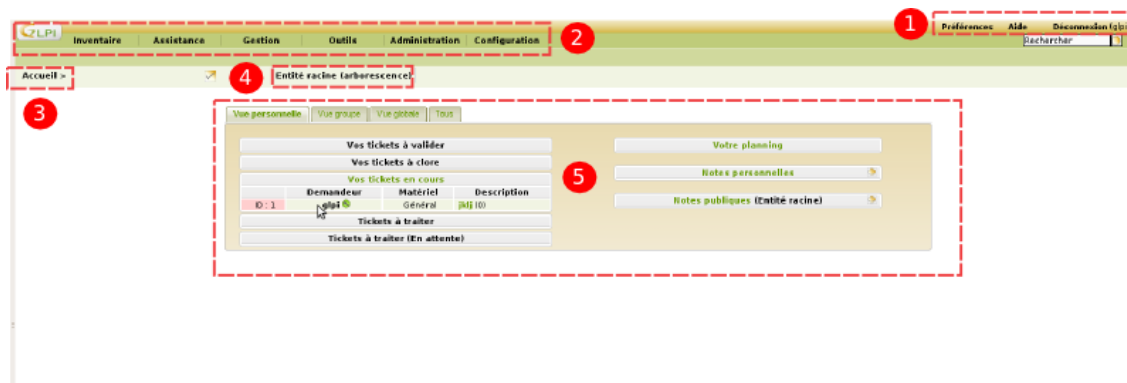 1
Préférences Aide Déconnexion (glpi
GLPI
Inventaire Assistance Gestion Outils Administration Configuration 2
Rechercher
Accueil > 4 Entité racine (arborescence)
3
Vue personnelle Vue groupe Vue globale Tous
Vos tickets à valider Votre planning
Vos tickets à clore
Vos tickets en cours 5 Notes personnelles
Demandeur Matériel Description
ID : 1 glpi Général jklj (0) Notes publiques (Entité racine)
Tickets à traiter
Tickets à traiter (En attente)